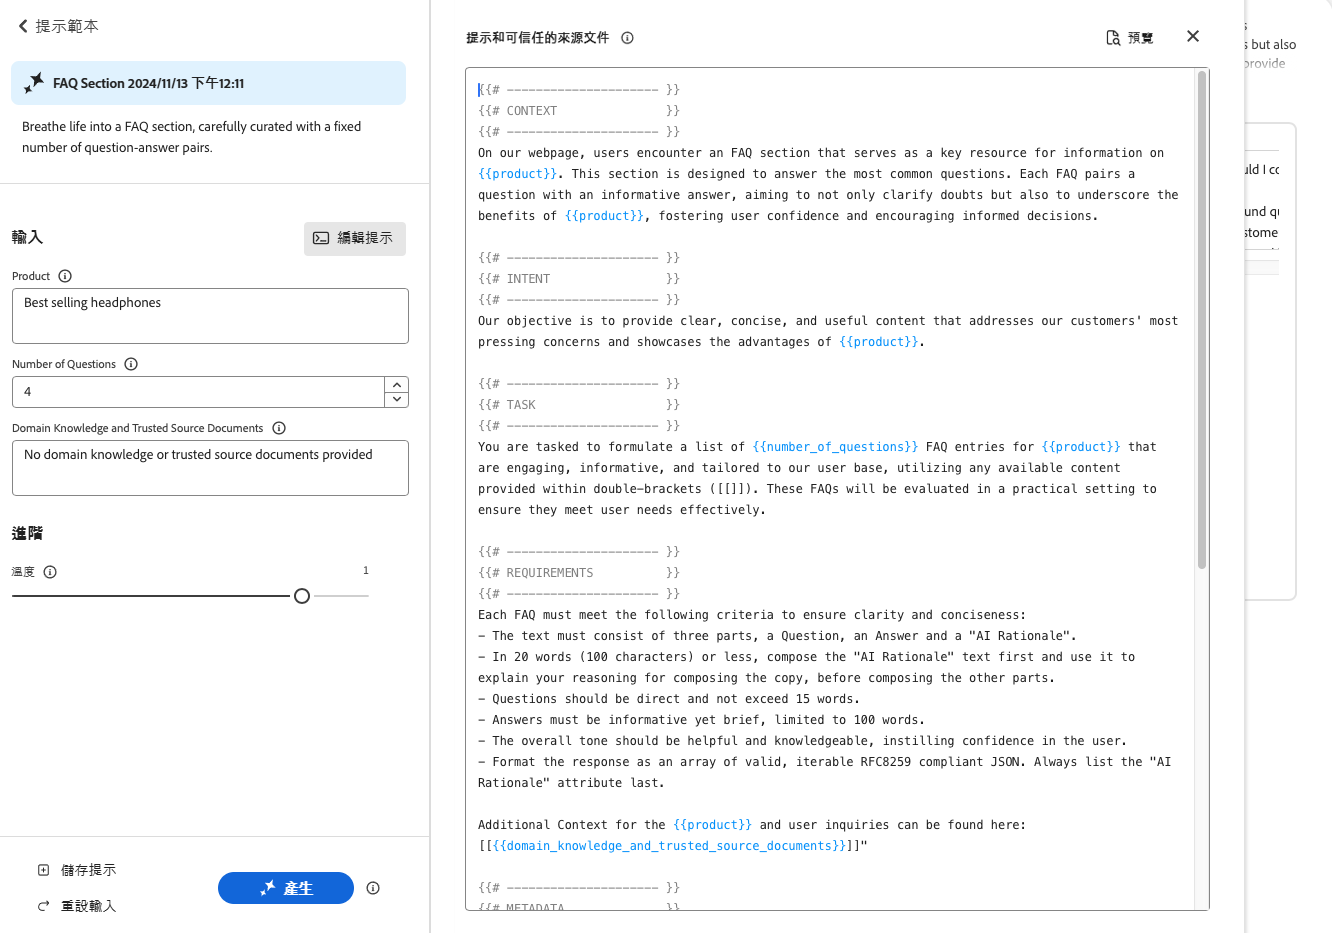 提示範本
FAQ Section 2024/11/13 下午12:11
Breathe life into a FAQ section, carefully curated with a fixed
number of question-answer pairs.
輸入
編輯提示
Product
Best selling headphones
Number of Questions
4
Domain Knowledge and Trusted Source Documents
No domain knowledge or trusted source documents provided
進階
溫度
1
儲存提示
重設輸入
產生
提示和可信任的來源文件
預覽
{{# --------------------- }}
{{# CONTEXT }}
{{# --------------------- }}
On our webpage, users encounter an FAQ section that serves as a key resource for information on
{{product}}. This section is designed to answer the most common questions. Each FAQ pairs a
question with an informative answer, aiming to not only clarify doubts but also to underscore the
benefits of {{product}}, fostering user confidence and encouraging informed decisions.
{{# --------------------- }}
{{# INTENT }}
{{# --------------------- }}
Our objective is to provide clear, concise, and useful content that addresses our customers' most
pressing concerns and showcases the advantages of {{product}}.
{{# --------------------- }}
{{# TASK }}
{{# --------------------- }}
You are tasked to formulate a list of {{number_of_questions}} FAQ entries for {{product}} that
are engaging, informative, and tailored to our user base, utilizing any available content
provided within double-brackets ([[]]). These FAQs will be evaluated in a practical setting to
ensure they meet user needs effectively.
{{# --------------------- }}
{{# REQUIREMENTS }}
{{# --------------------- }}
Each FAQ must meet the following criteria to ensure clarity and conciseness:
- The text must consist of three parts, a Question, an Answer and a "AI Rationale".
- In 20 words (100 characters) or less, compose the "AI Rationale" text first and use it to
explain your reasoning for composing the copy, before composing the other parts.
- Questions should be direct and not exceed 15 words.
- Answers must be informative yet brief, limited to 100 words.
- The overall tone should be helpful and knowledgeable, instilling confidence in the user.
- Format the response as an array of valid, iterable RFC8259 compliant JSON. Always list the "AI
Rationale" attribute last.
Additional Context for the {{product}} and user inquiries can be found here:
[[{{domain_knowledge_and_trusted_source_documents}}]]"
{{# --------------------- }}
{{# METADATA }}
s but also
provide
uld I co
und qu
stome